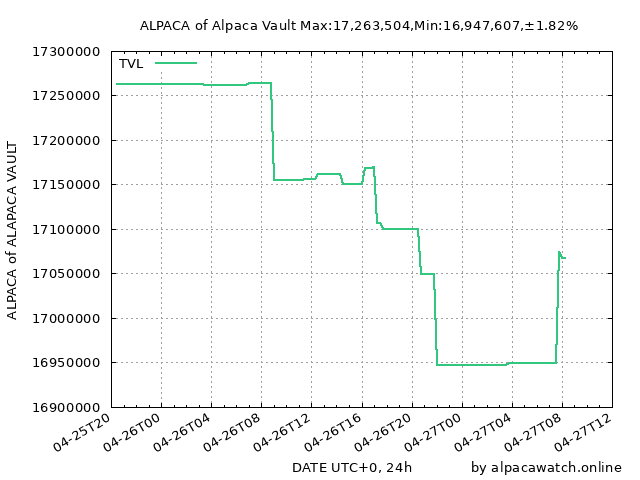 ALPACA of Alpaca Vault Max:17,263,504,Min:16,947,607,±1.82%
TVL
17300000
17250000
17200000
17150000
17100000
17050000
17000000
16950000
16900000
ALPACA of ALAPACA VAULT
04-25T20
04-26T00
04-26T04
04-26T08
04-26T12
04-26T16
04-26T20
04-27T00
04-27T04
04-27T08
04-27T12
DATE UTC+0, 24h
by alpacawatch.online